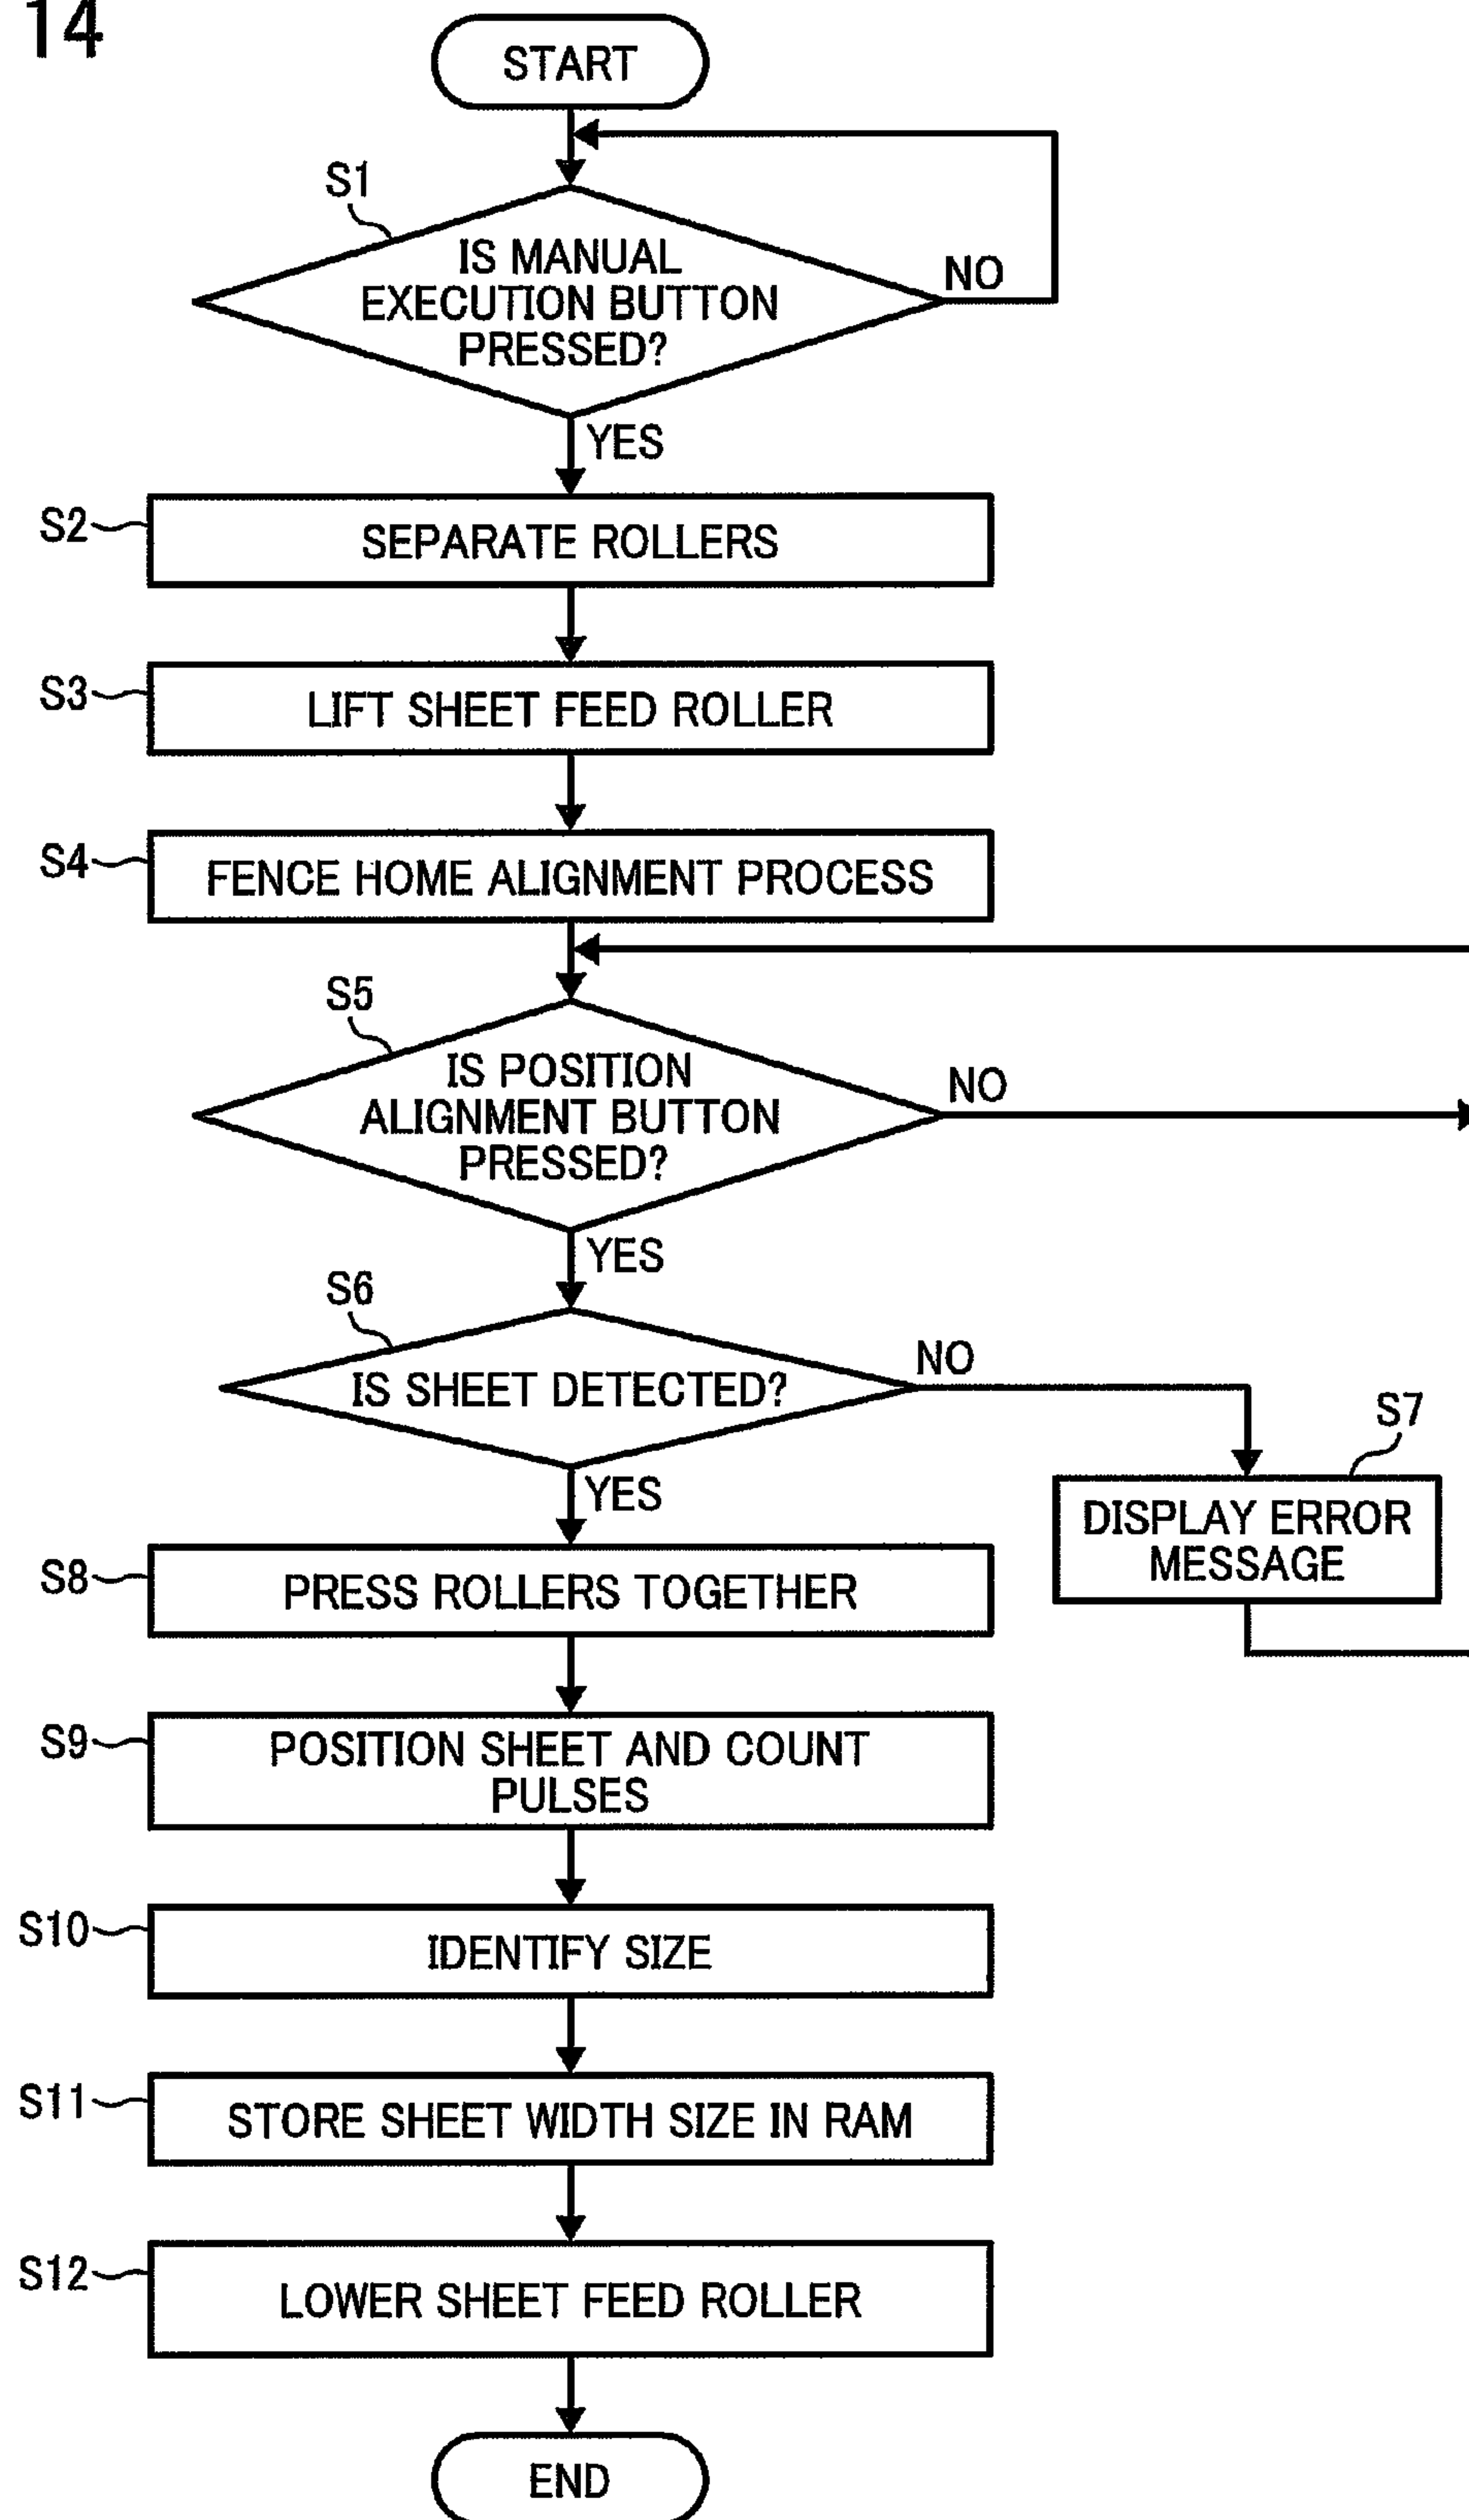 14
START
S1
IS MANUAL
EXECUTION BUTTON
PRESSED?
NO
YES
S2
SEPARATE ROLLERS
S3
LIFT SHEET FEED ROLLER
S4
FENCE HOME ALIGNMENT PROCESS
S5
IS POSITION
ALIGNMENT BUTTON
PRESSED?
NO
YES
S6
IS SHEET DETECTED?
NO
S7
DISPLAY ERROR
MESSAGE
YES
S8
PRESS ROLLERS TOGETHER
S9
POSITION SHEET AND COUNT
PULSES
S10
IDENTIFY SIZE
S11
STORE SHEET WIDTH SIZE IN RAM
S12
LOWER SHEET FEED ROLLER
END